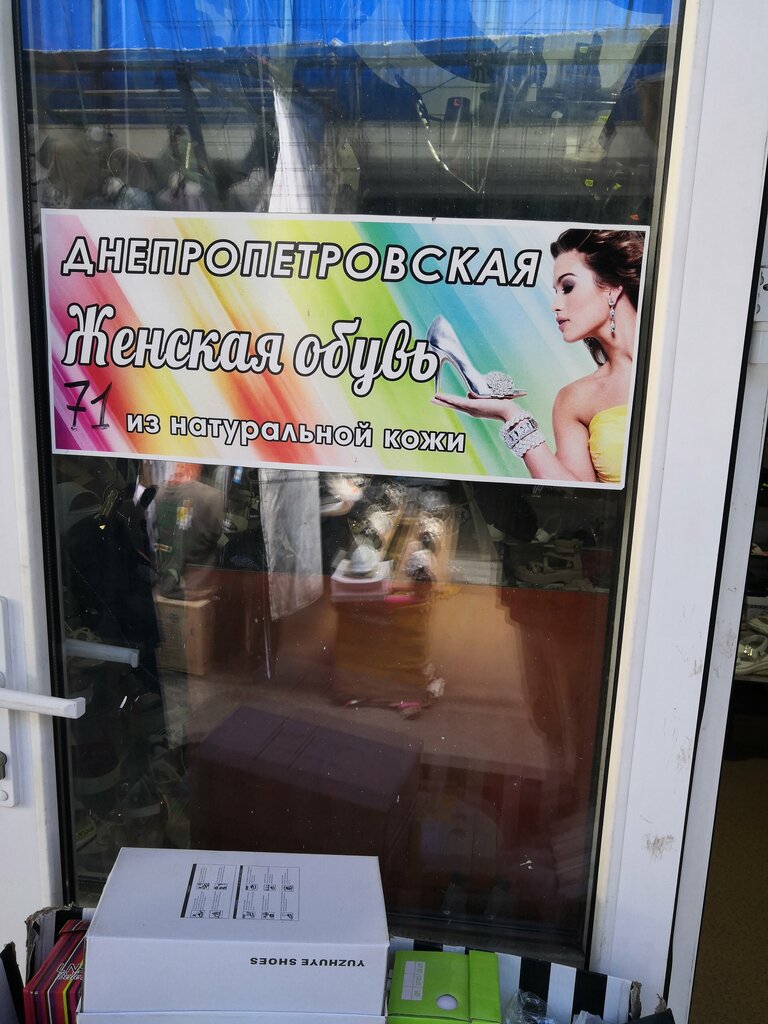 ДНЕПРОПЕТРОВСКАЯ
Женская обувь
71 из натуральной кожи
YUZHUYE SHOES